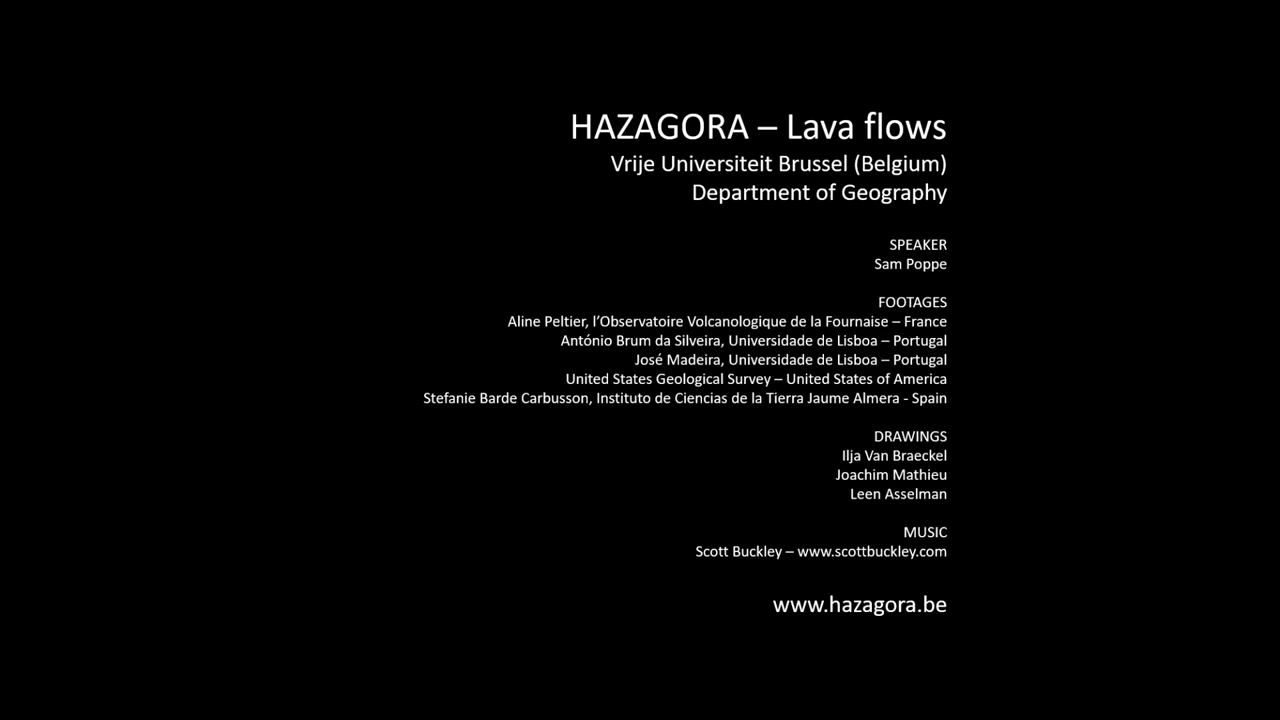 HAZAGORA – Lava flows
Vrije Universiteit Brussel (Belgium)
Department of Geography
SPEAKER
Sam Poppe
FOOTAGES
Aline Peltier, l’Observatoire Volcanologique de la Fournaise – France
António Brum da Silveira, Universidade de Lisboa – Portugal
José Madeira, Universidade de Lisboa – Portugal
United States Geological Survey – United States of America
Stefanie Barde Carbusson, Instituto de Ciencias de la Tierra Jaume Almera - Spain
DRAWINGS
Ilja Van Braeckel
Joachim Mathieu
Leen Asselman
MUSIC
Scott Buckley – www.scottbuckley.com
www.hazagora.be